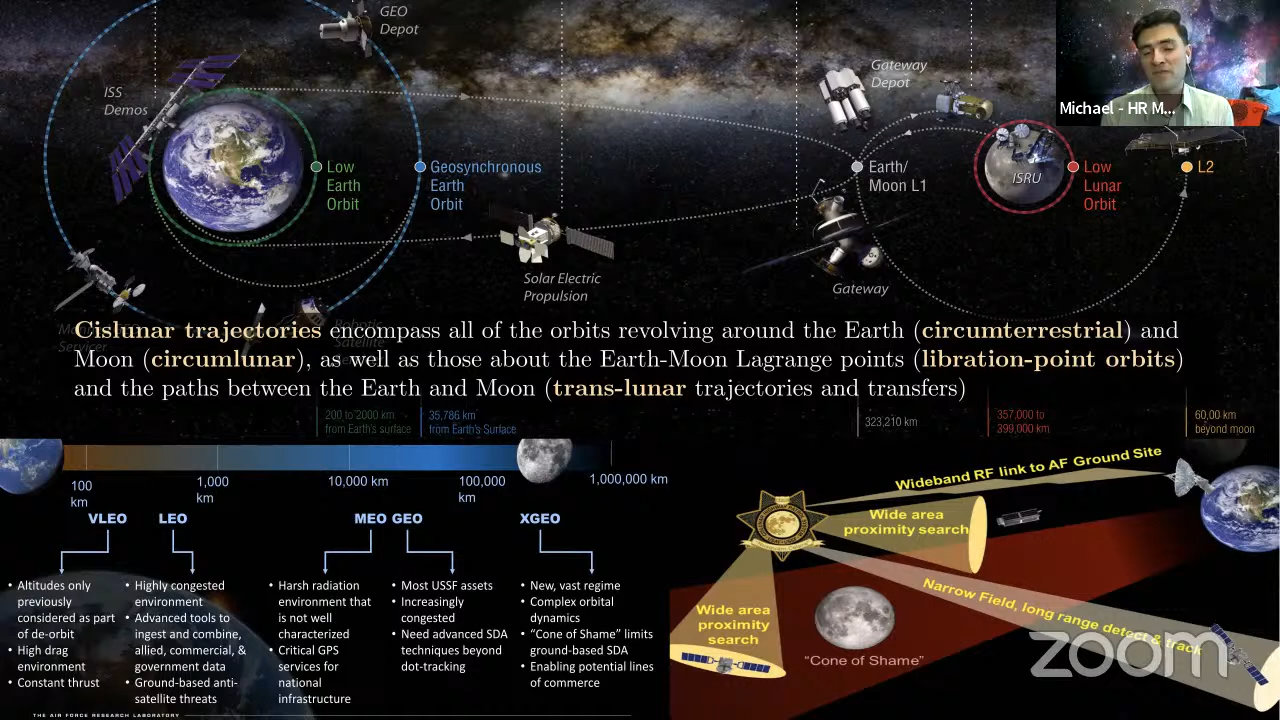 GEO
Depot
Gateway
Depot
ISS
Demos
Michael - HR M...
Low
Earth
Orbit
Geosynchronous
Earth
Orbit
Earth/
Moon L1
ISRU
Low
Lunar
Orbit
L2
Solar Electric
Propulsion
Gateway
Servicer
Robotic
Satellite
Cislunar trajectories encompass all of the orbits revolving around the Earth (circumterrestrial) and
Moon (circumlunar), as well as those about the Earth-Moon Lagrange points (libration-point orbits)
and the paths between the Earth and Moon (trans-lunar trajectories and transfers)
200 to 2000 km
from Earth's surface
35,786 km
from Earth's Surface
323,210 km
357,000 to
399,000 km
60,00 km
beyond moon
100
km
1,000
km
10,000 km
100,000
km
1,000,000 km
VLEO
LEO
MEO
GEO
XGEO
• Altitudes only
previously
considered as part
of de-orbit
• High drag
environment
• Constant thrust
• Highly congested
environment
• Advanced tools to
ingest and combine,
allied, commercial, &
government data
• Ground-based anti-
satellite threats
• Harsh radiation
environment that
is not well
characterized
• Critical GPS
services for
national
infrastructure
• Most USSF assets
• Increasingly
congested
• Need advanced SDA
techniques beyond
dot-tracking
• New, vast regime
• Complex orbital
dynamics
• “Cone of Shame” limits
ground-based SDA
• Enabling potential lines
of commerce
Wideband RF link to AF Ground Site
Wide area
proximity search
Narrow Field, long range detect & track
Wide area
proximity
search
“Cone of Shame”
zoom
THE AIR FORCE RESEARCH LABORATORY